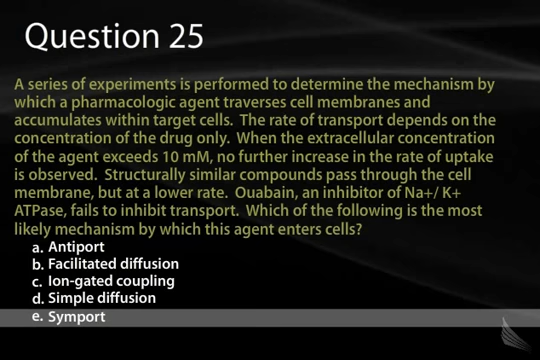 Question 25
A series of experiments is performed to determine the mechanism by
which a pharmacologic agent traverses cell membranes and
accumulates within target cells. The rate of transport depends on the
concentration of the drug only. When the extracellular concentration
of the agent exceeds 10 mM, no further increase in the rate of uptake
is observed. Structurally similar compounds pass through the cell
membrane, but at a lower rate. Ouabain, an inhibitor of Na+/ K+
ATPase, fails to inhibit transport. Which of the following is the most
likely mechanism by which this agent enters cells?
a. Antiport
b. Facilitated diffusion
c. Ion-gated coupling
d. Simple diffusion
e. Symport